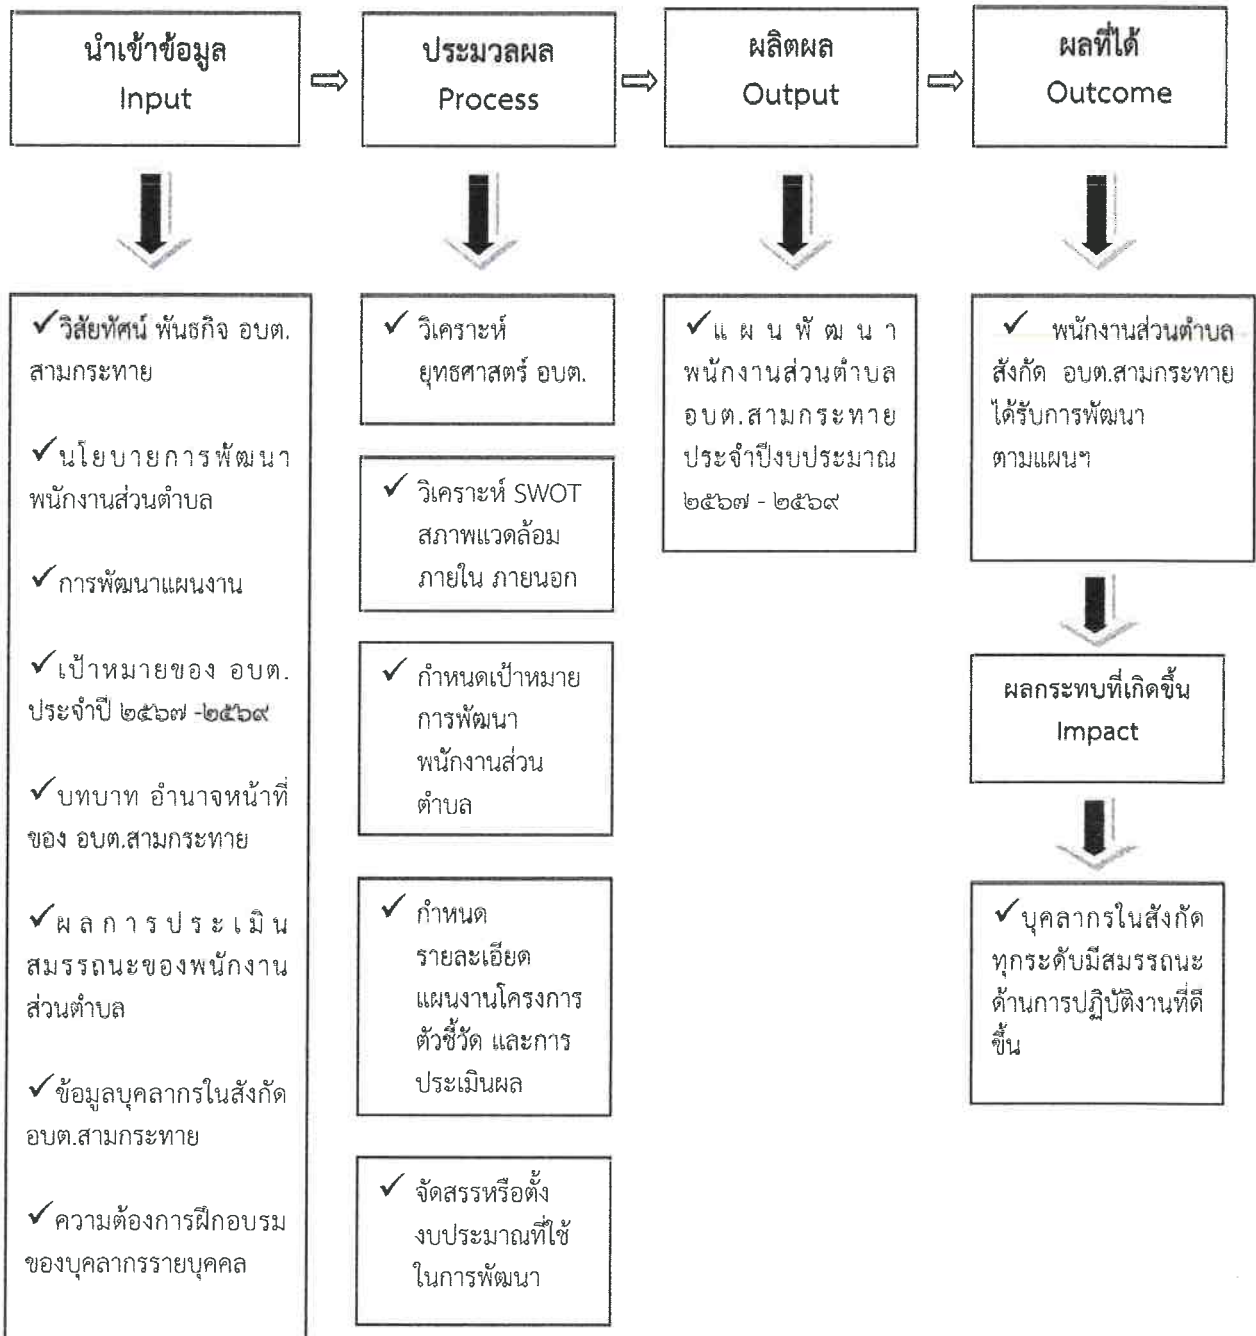 นำเข้าข้อมูล
Input
ประมวลผล
Process
ผลิตผล
Output
ผลที่ได้
Outcome
✓วิสัยทัศน์ พันธกิจ อบต.
สามกระทาย
✓นโยบายการพัฒนา
พนักงานส่วนตำบล
✓การพัฒนาแผนงาน
✓เป้าหมายของ อบต.
ประจำปี ๒๕๖๗ -๒๕๖๙
✓บทบาท อำนาจหน้าที่
ของ อบต.สามกระทาย
✓ผลการประเมิน
สมรรถนะของพนักงาน
ส่วนตำบล
✓ข้อมูลบุคลากรในสังกัด
อบต.สามกระทาย
✓ความต้องการฝึกอบรม
ของบุคลากรรายบุคคล
✓ วิเคราะห์
ยุทธศาสตร์ อบต.
✓ วิเคราะห์ SWOT
สภาพแวดล้อม
ภายใน ภายนอก
✓ กำหนดเป้าหมาย
การพัฒนา
พนักงานส่วน
ตำบล
✓ กำหนด
รายละเอียด
แผนงานโครงการ
ตัวชี้วัด และการ
ประเมินผล
✓ จัดสรรหรือตั้ง
งบประมาณที่ใช้
ในการพัฒนา
✓แผนพัฒนา
พนักงานส่วนตำบล
อบต.สามกระทาย
ประจำปีงบประมาณ
๒๕๖๗ - ๒๕๖๙
✓ พนักงานส่วนตำบล
สังกัด อบต.สามกระทาย
ได้รับการพัฒนา
ตามแผนฯ
ผลกระทบที่เกิดขึ้น
Impact
✓บุคลากรในสังกัด
ทุกระดับมีสมรรถนะ
ด้านการปฏิบัติงานที่ดี
ขึ้น